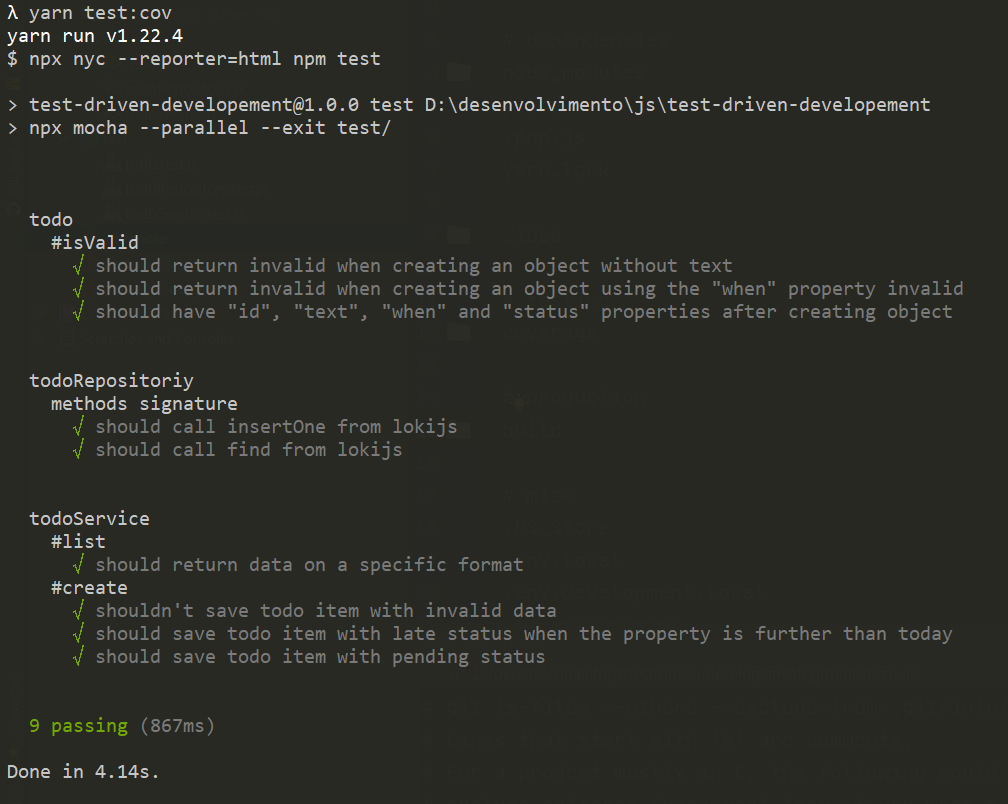 λ yarn test:cov
yarn run v1.22.4
$ npx nyc --reporter=html npm test
> test-driven-developement@1.0.0 test D:\desenvolvimento\js\test-driven-developement
> npx mocha --parallel --exit test/
todo
#isValid
√ should return invalid when creating an object without text
√ should return invalid when creating an object using the "when" property invalid
√ should have "id", "text", "when" and "status" properties after creating object
todoRepositoriy
methods signature
√ should call insertOne from lokijs
√ should call find from lokijs
todoService
#list
√ should return data on a specific format
#create
√ shouldn't save todo item with invalid data
√ should save todo item with late status when the property is further than today
√ should save todo item with pending status
9 passing (867ms)
Done in 4.14s.